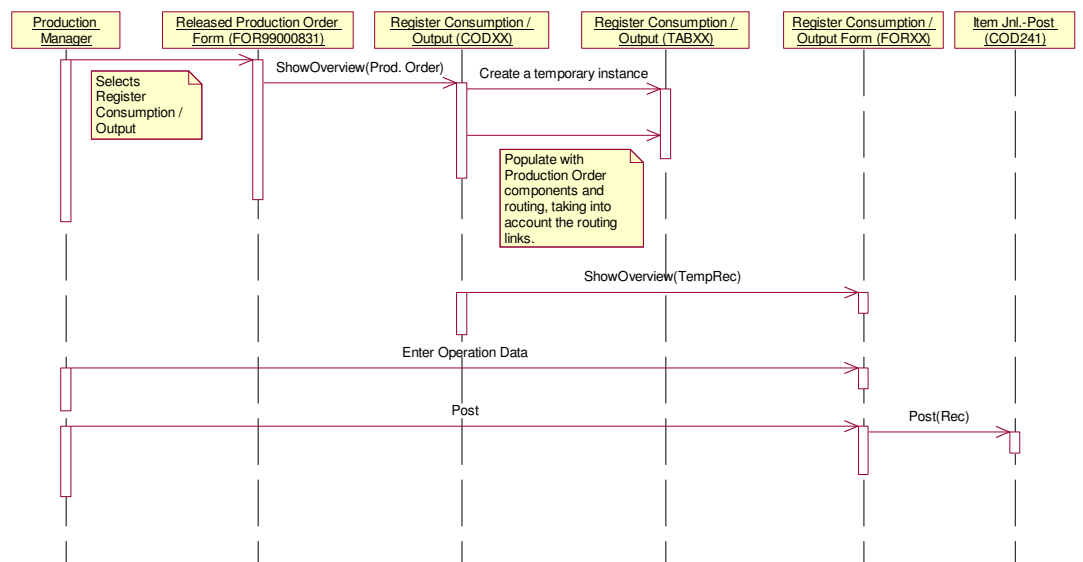 Production
Manager
Released Production Order
Form (FOR99000831)
Register Consumption /
Output (CODXX)
Register Consumption /
Output (TABXX)
Register Consumption /
Output Form (FORXX)
Item Jnl.-Post
(COD241)
Selects
Register
Consumption /
Output
ShowOverview(Prod. Order)
Create a temporary instance
Populate with
Production Order
components and
routing, taking into
account the routing
links.
ShowOverview(TempRec)
Enter Operation Data
Post
Post(Rec)